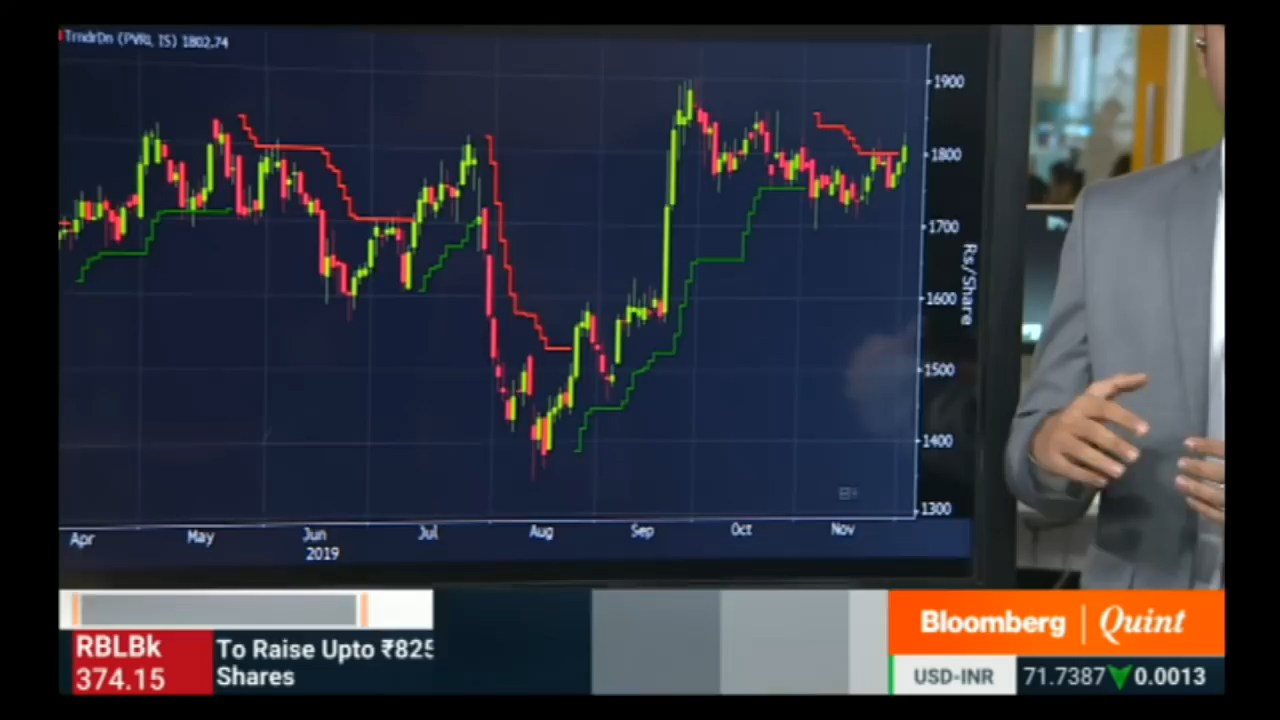 TrndrDn (PVRL IS) 1802.74
1900
1800
1700
1600
1500
1400
1300
Rs/Share
Apr May Jun Jul Aug Sep Oct Nov
2019
RBLBk
374.15
To Raise Upto ₹825
Shares
Bloomberg | Quint
USD-INR 71.7387 0.0013